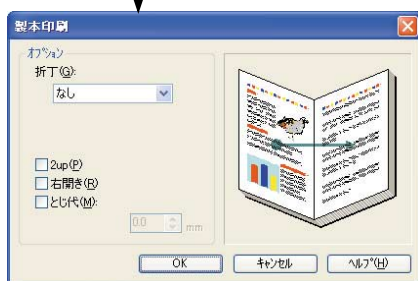 製本印刷
オプション
折丁(G):
なし
2up(P)
右開き(R)
とじ代(M):
0.0 mm
OK キャンセル ヘルプ(H)